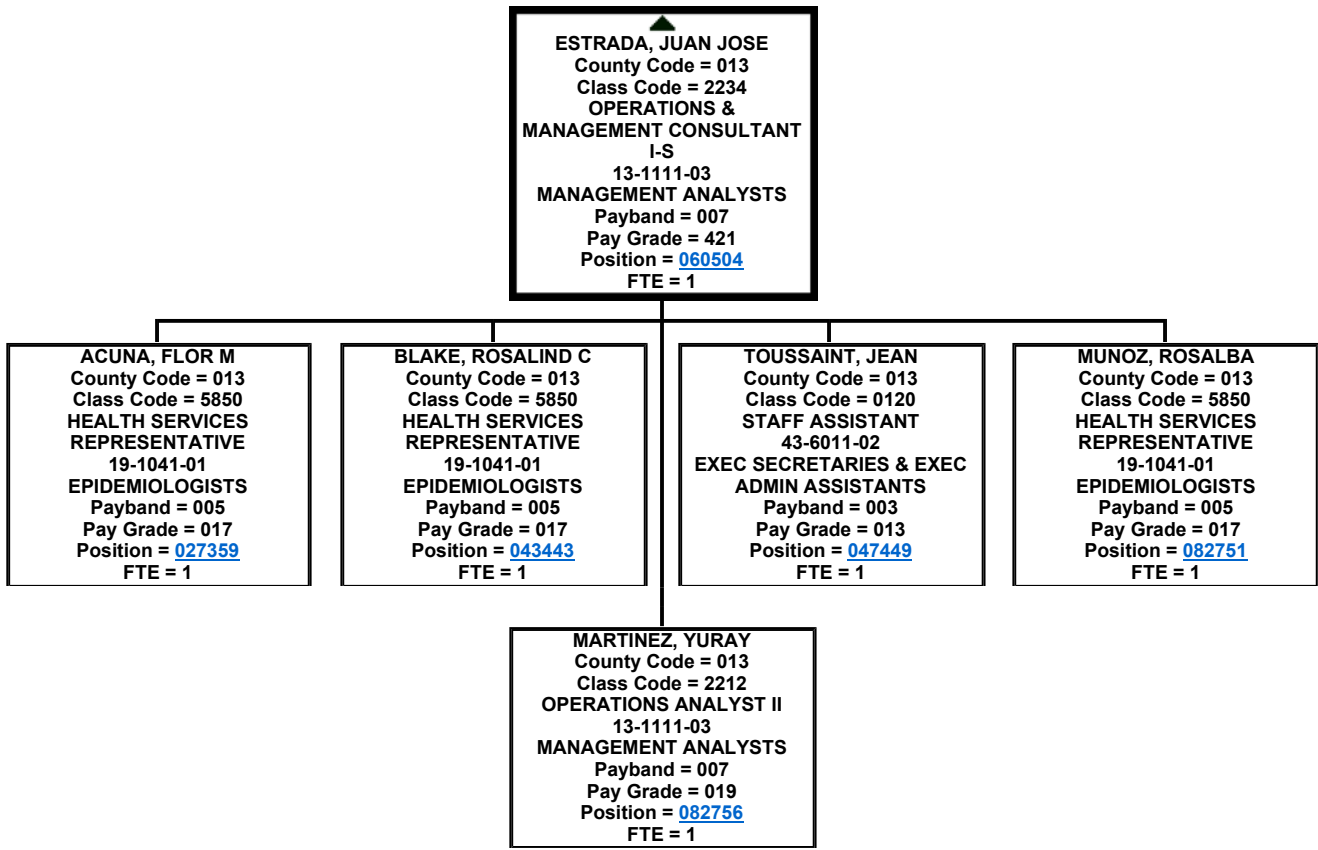 ESTRADA, JUAN JOSE
County Code = 013
Class Code = 2234
OPERATIONS &
MANAGEMENT CONSULTANT
I-S
13-1111-03
MANAGEMENT ANALYSTS
Payband = 007
Pay Grade = 421
Position = 060504
FTE = 1
ACUNA, FLOR M
County Code = 013
Class Code = 5850
HEALTH SERVICES
REPRESENTATIVE
19-1041-01
EPIDEMIOLOGISTS
Payband = 005
Pay Grade = 017
Position = 027359
FTE = 1
BLAKE, ROSALIND C
County Code = 013
Class Code = 5850
HEALTH SERVICES
REPRESENTATIVE
19-1041-01
EPIDEMIOLOGISTS
Payband = 005
Pay Grade = 017
Position = 043443
FTE = 1
TOUSSAINT, JEAN
County Code = 013
Class Code = 0120
STAFF ASSISTANT
43-6011-02
EXEC SECRETARIES & EXEC
ADMIN ASSISTANTS
Payband = 003
Pay Grade = 013
Position = 047449
FTE = 1
MUNOZ, ROSALBA
County Code = 013
Class Code = 5850
HEALTH SERVICES
REPRESENTATIVE
19-1041-01
EPIDEMIOLOGISTS
Payband = 005
Pay Grade = 017
Position = 082751
FTE = 1
MARTINEZ, YURAY
County Code = 013
Class Code = 2212
OPERATIONS ANALYST II
13-1111-03
MANAGEMENT ANALYSTS
Payband = 007
Pay Grade = 019
Position = 082756
FTE = 1